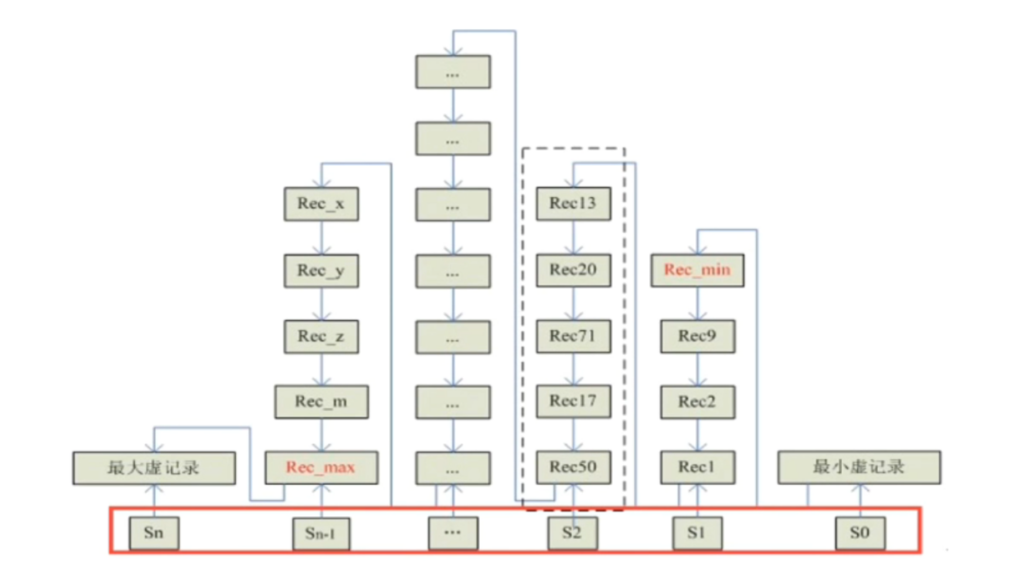 ...
...
Rec_x ... Rec13
Rec_y ... Rec20 Rec_min
Rec_z ... Rec71 Rec9
Rec_m ... Rec17 Rec2
最大虚记录 Rec_max ... Rec50 Rec1 最小虚记录
Sn Sn-1 ... S2 S1 S0